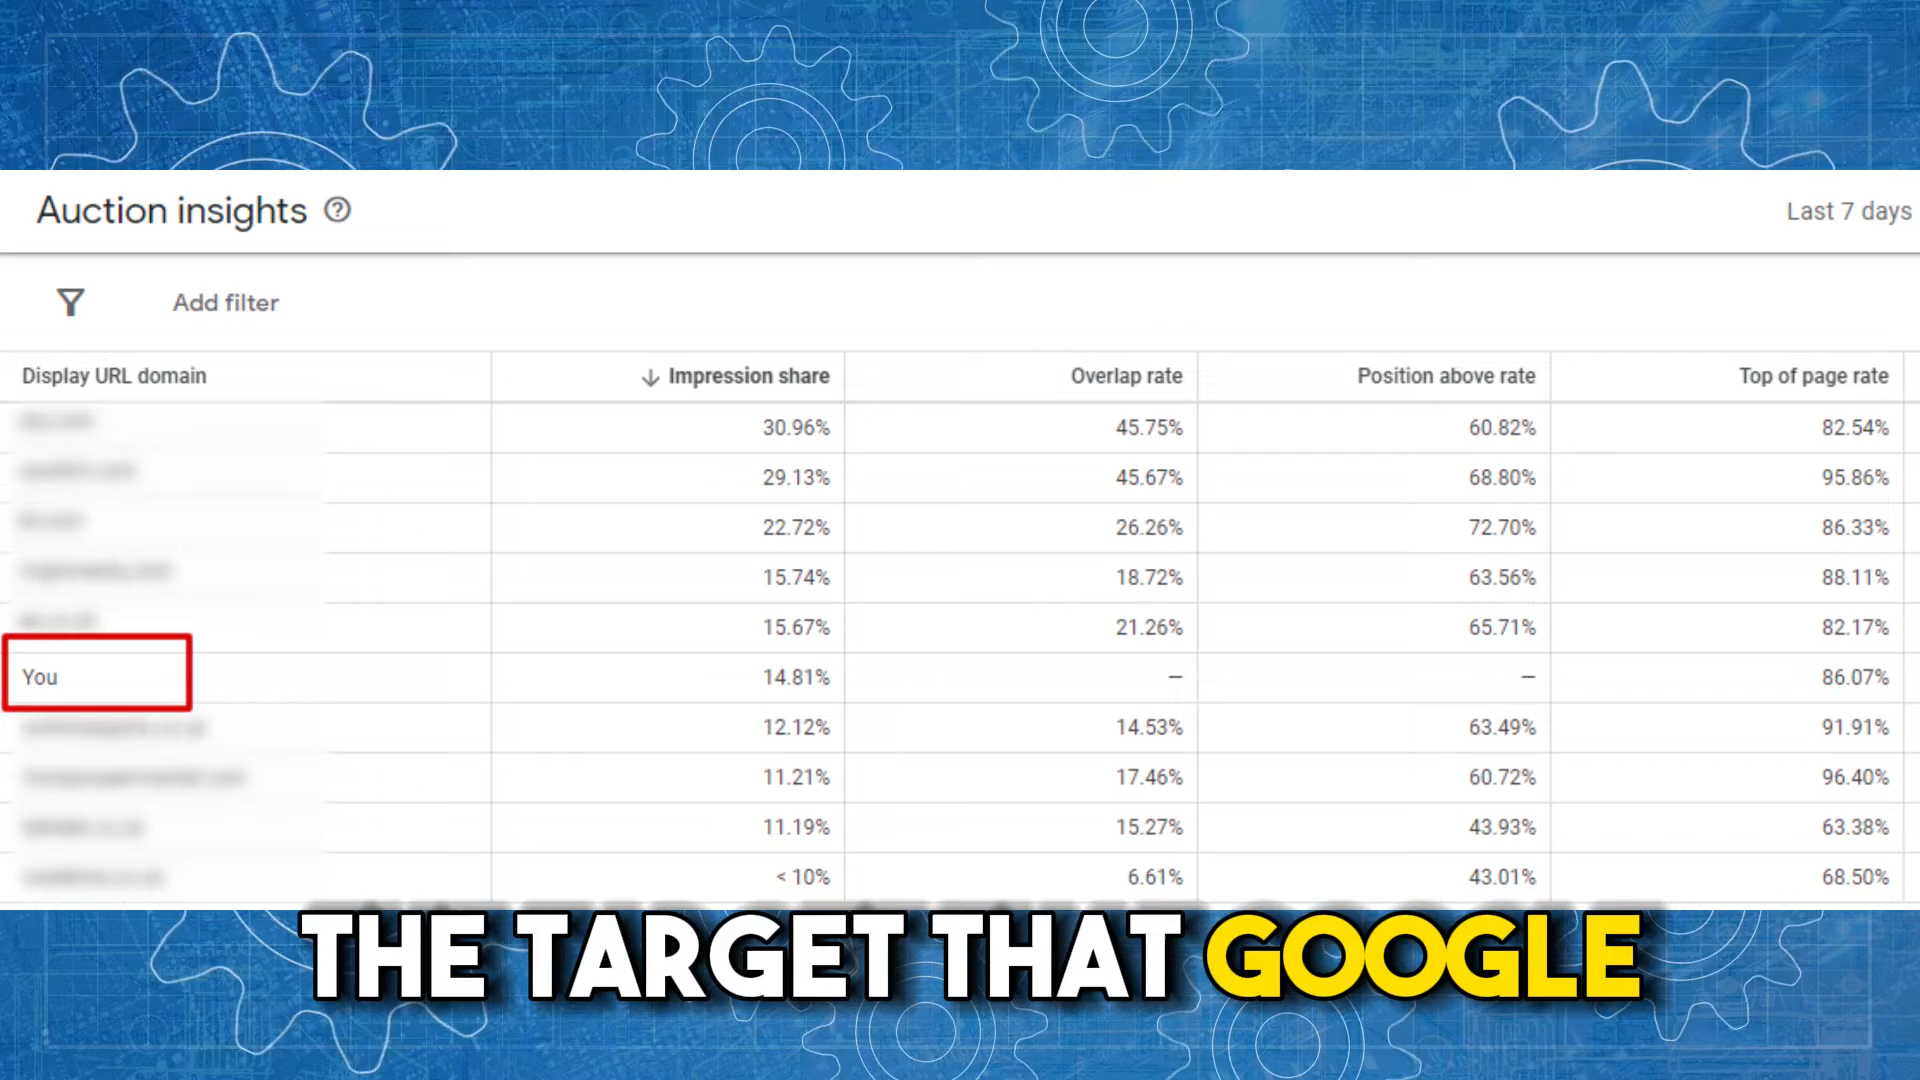 Auction insights ? Last 7 days
Add filter
Display URL domain Impression share Overlap rate Position above rate Top of page rate
30.96% 45.75% 60.82% 82.54%
29.13% 45.67% 68.80% 95.86%
22.72% 26.26% 72.70% 86.33%
15.74% 18.72% 63.56% 88.11%
15.67% 21.26% 65.71% 82.17%
You 14.81% — — 86.07%
12.12% 14.53% 63.49% 91.91%
11.21% 17.46% 60.72% 96.40%
11.19% 15.27% 43.93% 63.38%
< 10% 6.61% 43.01% 68.50%
THE TARGET THAT GOOGLE